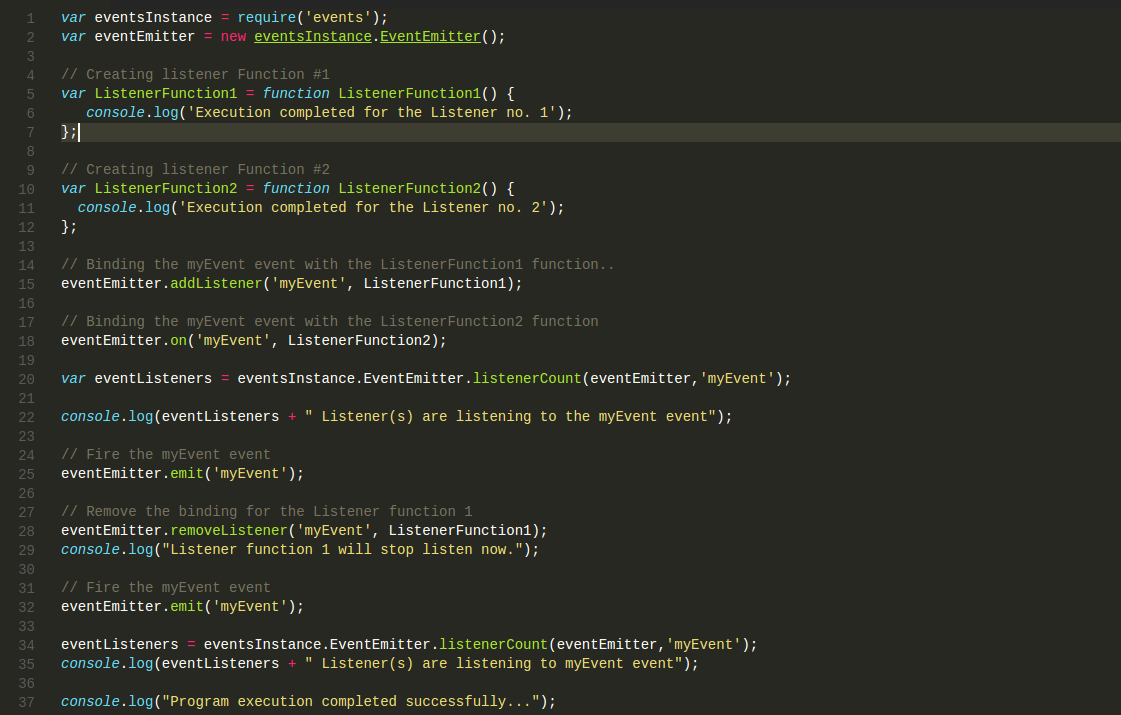 1 var eventsInstance = require('events');
2 var eventEmitter = new eventsInstance.EventEmitter();
3
4 // Creating listener Function #1
5 var ListenerFunction1 = function ListenerFunction1() {
6    console.log('Execution completed for the Listener no. 1');
7 };
8
9 // Creating listener Function #2
10 var ListenerFunction2 = function ListenerFunction2() {
11   console.log('Execution completed for the Listener no. 2');
12 };
13
14 // Binding the myEvent event with the ListenerFunction1 function..
15 eventEmitter.addListener('myEvent', ListenerFunction1);
16
17 // Binding the myEvent event with the ListenerFunction2 function
18 eventEmitter.on('myEvent', ListenerFunction2);
19
20 var eventListeners = eventsInstance.EventEmitter.listenerCount(eventEmitter,'myEvent');
21
22 console.log(eventListeners + " Listener(s) are listening to the myEvent event");
23
24 // Fire the myEvent event
25 eventEmitter.emit('myEvent');
26
27 // Remove the binding for the Listener function 1
28 eventEmitter.removeListener('myEvent', ListenerFunction1);
29 console.log("Listener function 1 will stop listen now.");
30
31 // Fire the myEvent event
32 eventEmitter.emit('myEvent');
33
34 eventListeners = eventsInstance.EventEmitter.listenerCount(eventEmitter,'myEvent');
35 console.log(eventListeners + " Listener(s) are listening to myEvent event");
36
37 console.log("Program execution completed successfully...");